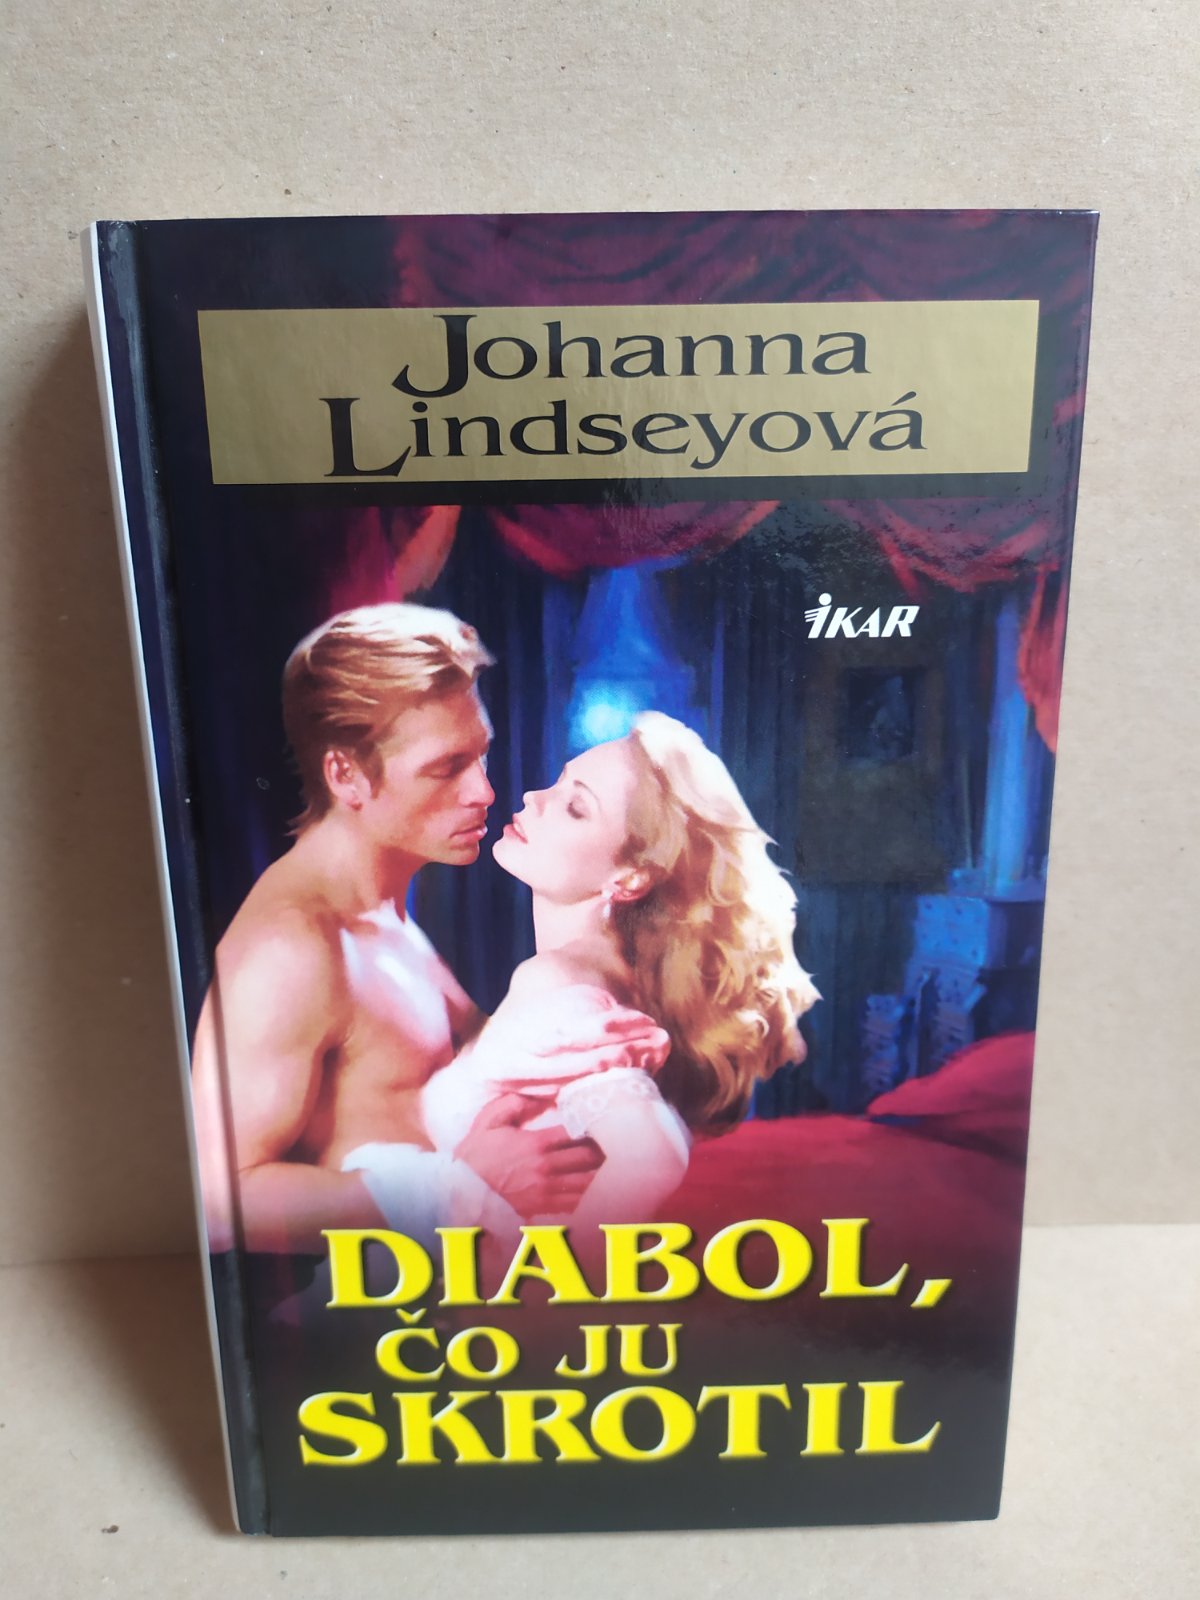 Johanna
Lindseyová
iKAR
DIABOL,
ČO JU
SKROTIL